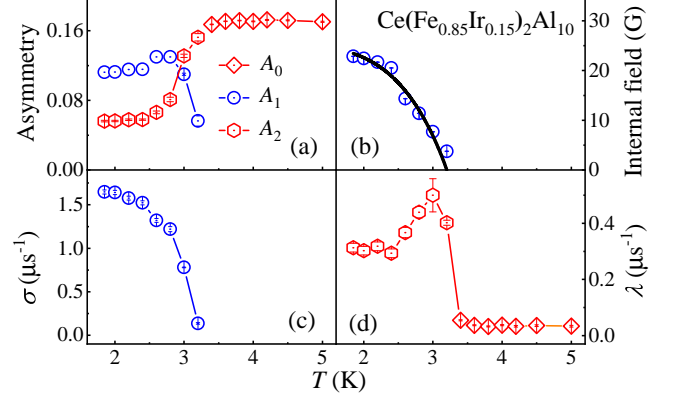 0.16
0.08
0.00
Asymmetry
A₀
A₁
A₂
(a)
Ce(Fe₀.₈₅Ir₀.₁₅)₂Al₁₀
30
20
10
0
Internal field (G)
(b)
1.5
1.0
0.5
0.0
σ (μs⁻¹)
(c)
0.4
0.2
0.0
λ (μs⁻¹)
(d)
2 3 4 5
2 3 4 5
T (K)